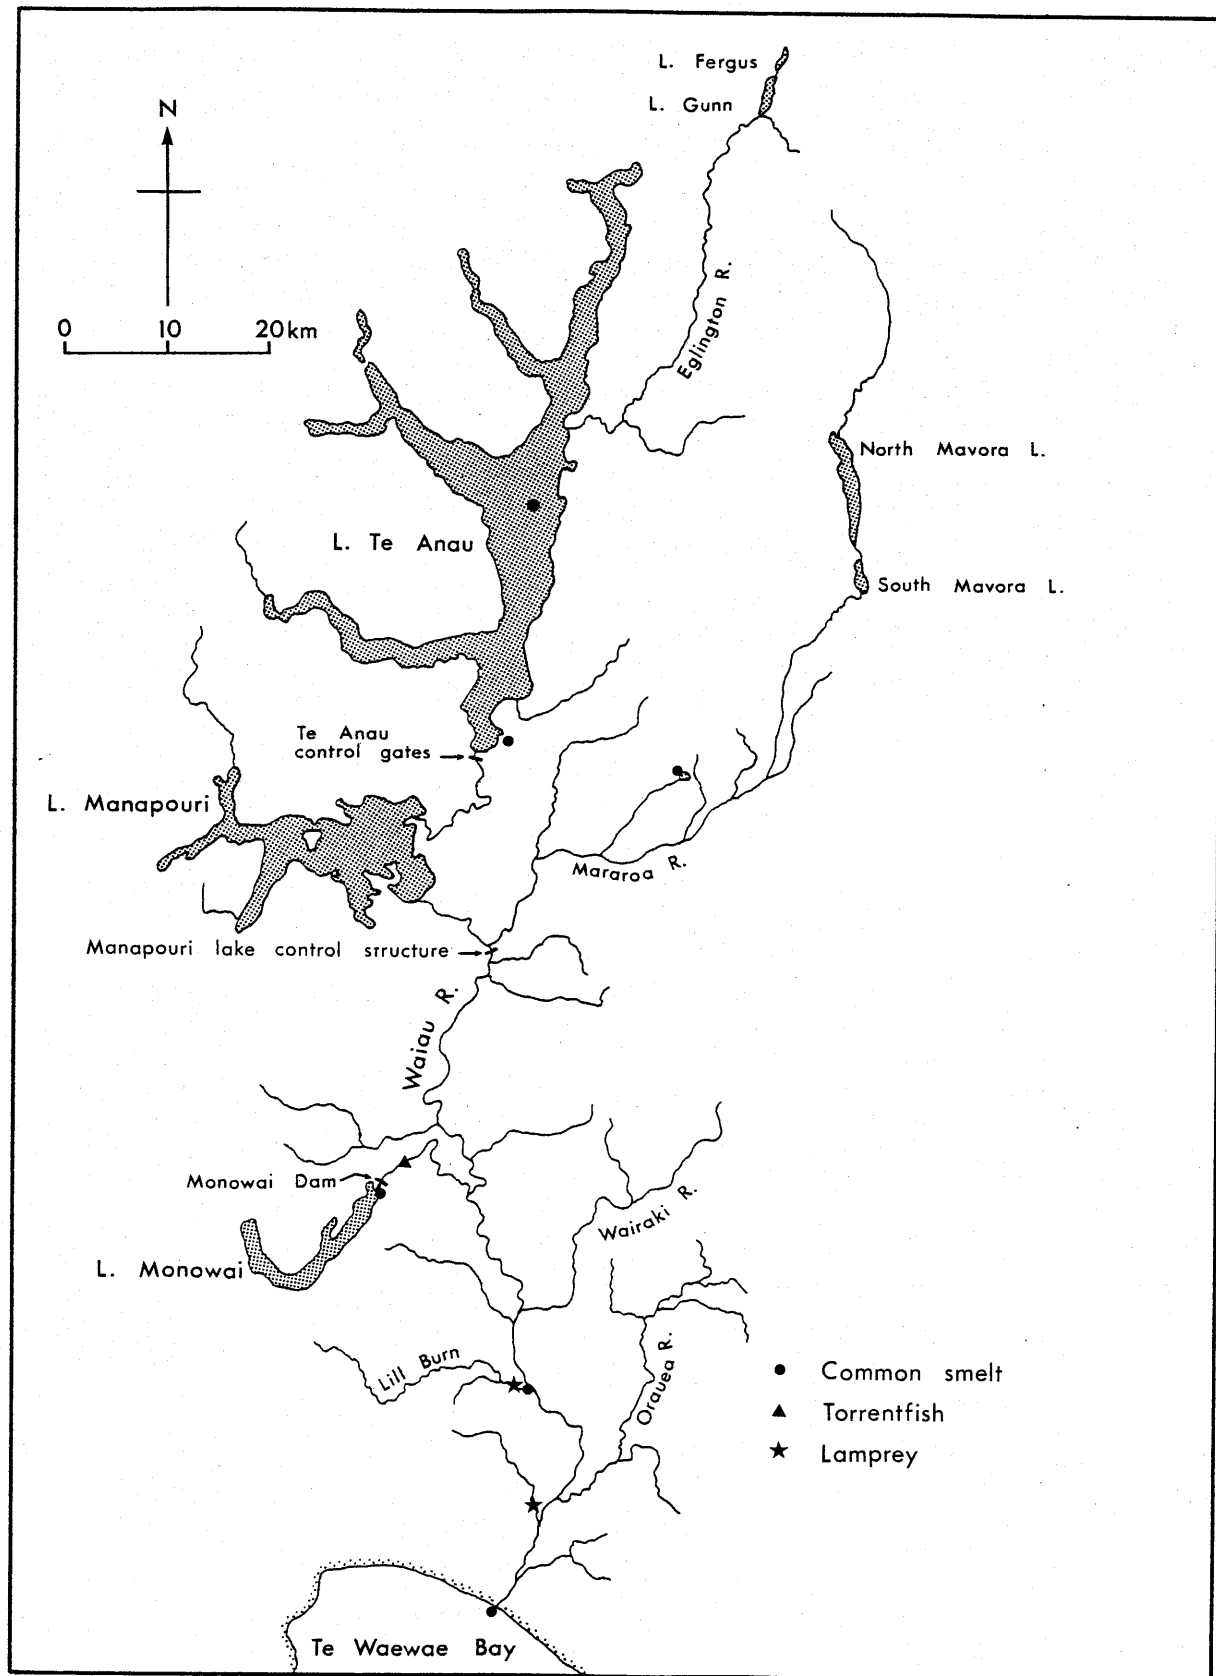 L. Fergus
L. Gunn
N
0 10 20km
Eglington R.
North Mavora L.
L. Te Anau
South Mavora L.
Te Anau
control gates
L. Manapouri
Mararoa R.
Manapouri lake control structure
Waiau R.
Monowai Dam
Wairaki R.
L. Monowai
Lill Burn
Orauea R.
Common smelt
Torrentfish
Lamprey
Te Waewae Bay